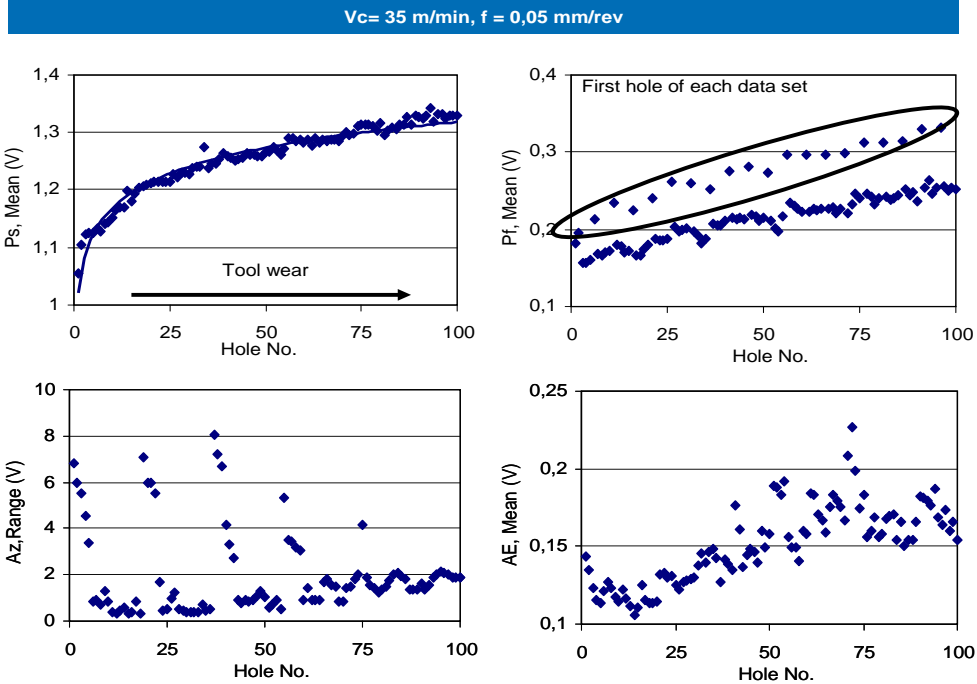 Vc= 35 m/min, f = 0,05 mm/rev
Ps, Mean (V)
1,4
1,3
1,2
1,1
1
Tool wear
0 25 50 75 100
Hole No.
Pf, Mean (V)
0,4
0,3
0,2
0,1
First hole of each data set
0 25 50 75 100
Hole No.
Az,Range (V)
10
8
6
4
2
0
0 25 50 75 100
Hole No.
AE, Mean (V)
0,25
0,2
0,15
0,1
0 25 50 75 100
Hole No.